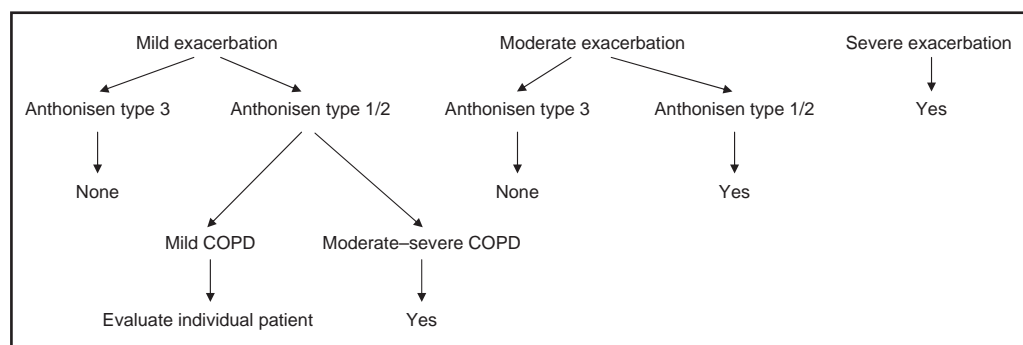 Mild exacerbation
Moderate exacerbation
Severe exacerbation
Anthonisen type 3
Anthonisen type 1/2
Anthonisen type 3
Anthonisen type 1/2
Yes
None
None
Yes
Mild COPD
Moderate–severe COPD
Evaluate individual patient
Yes